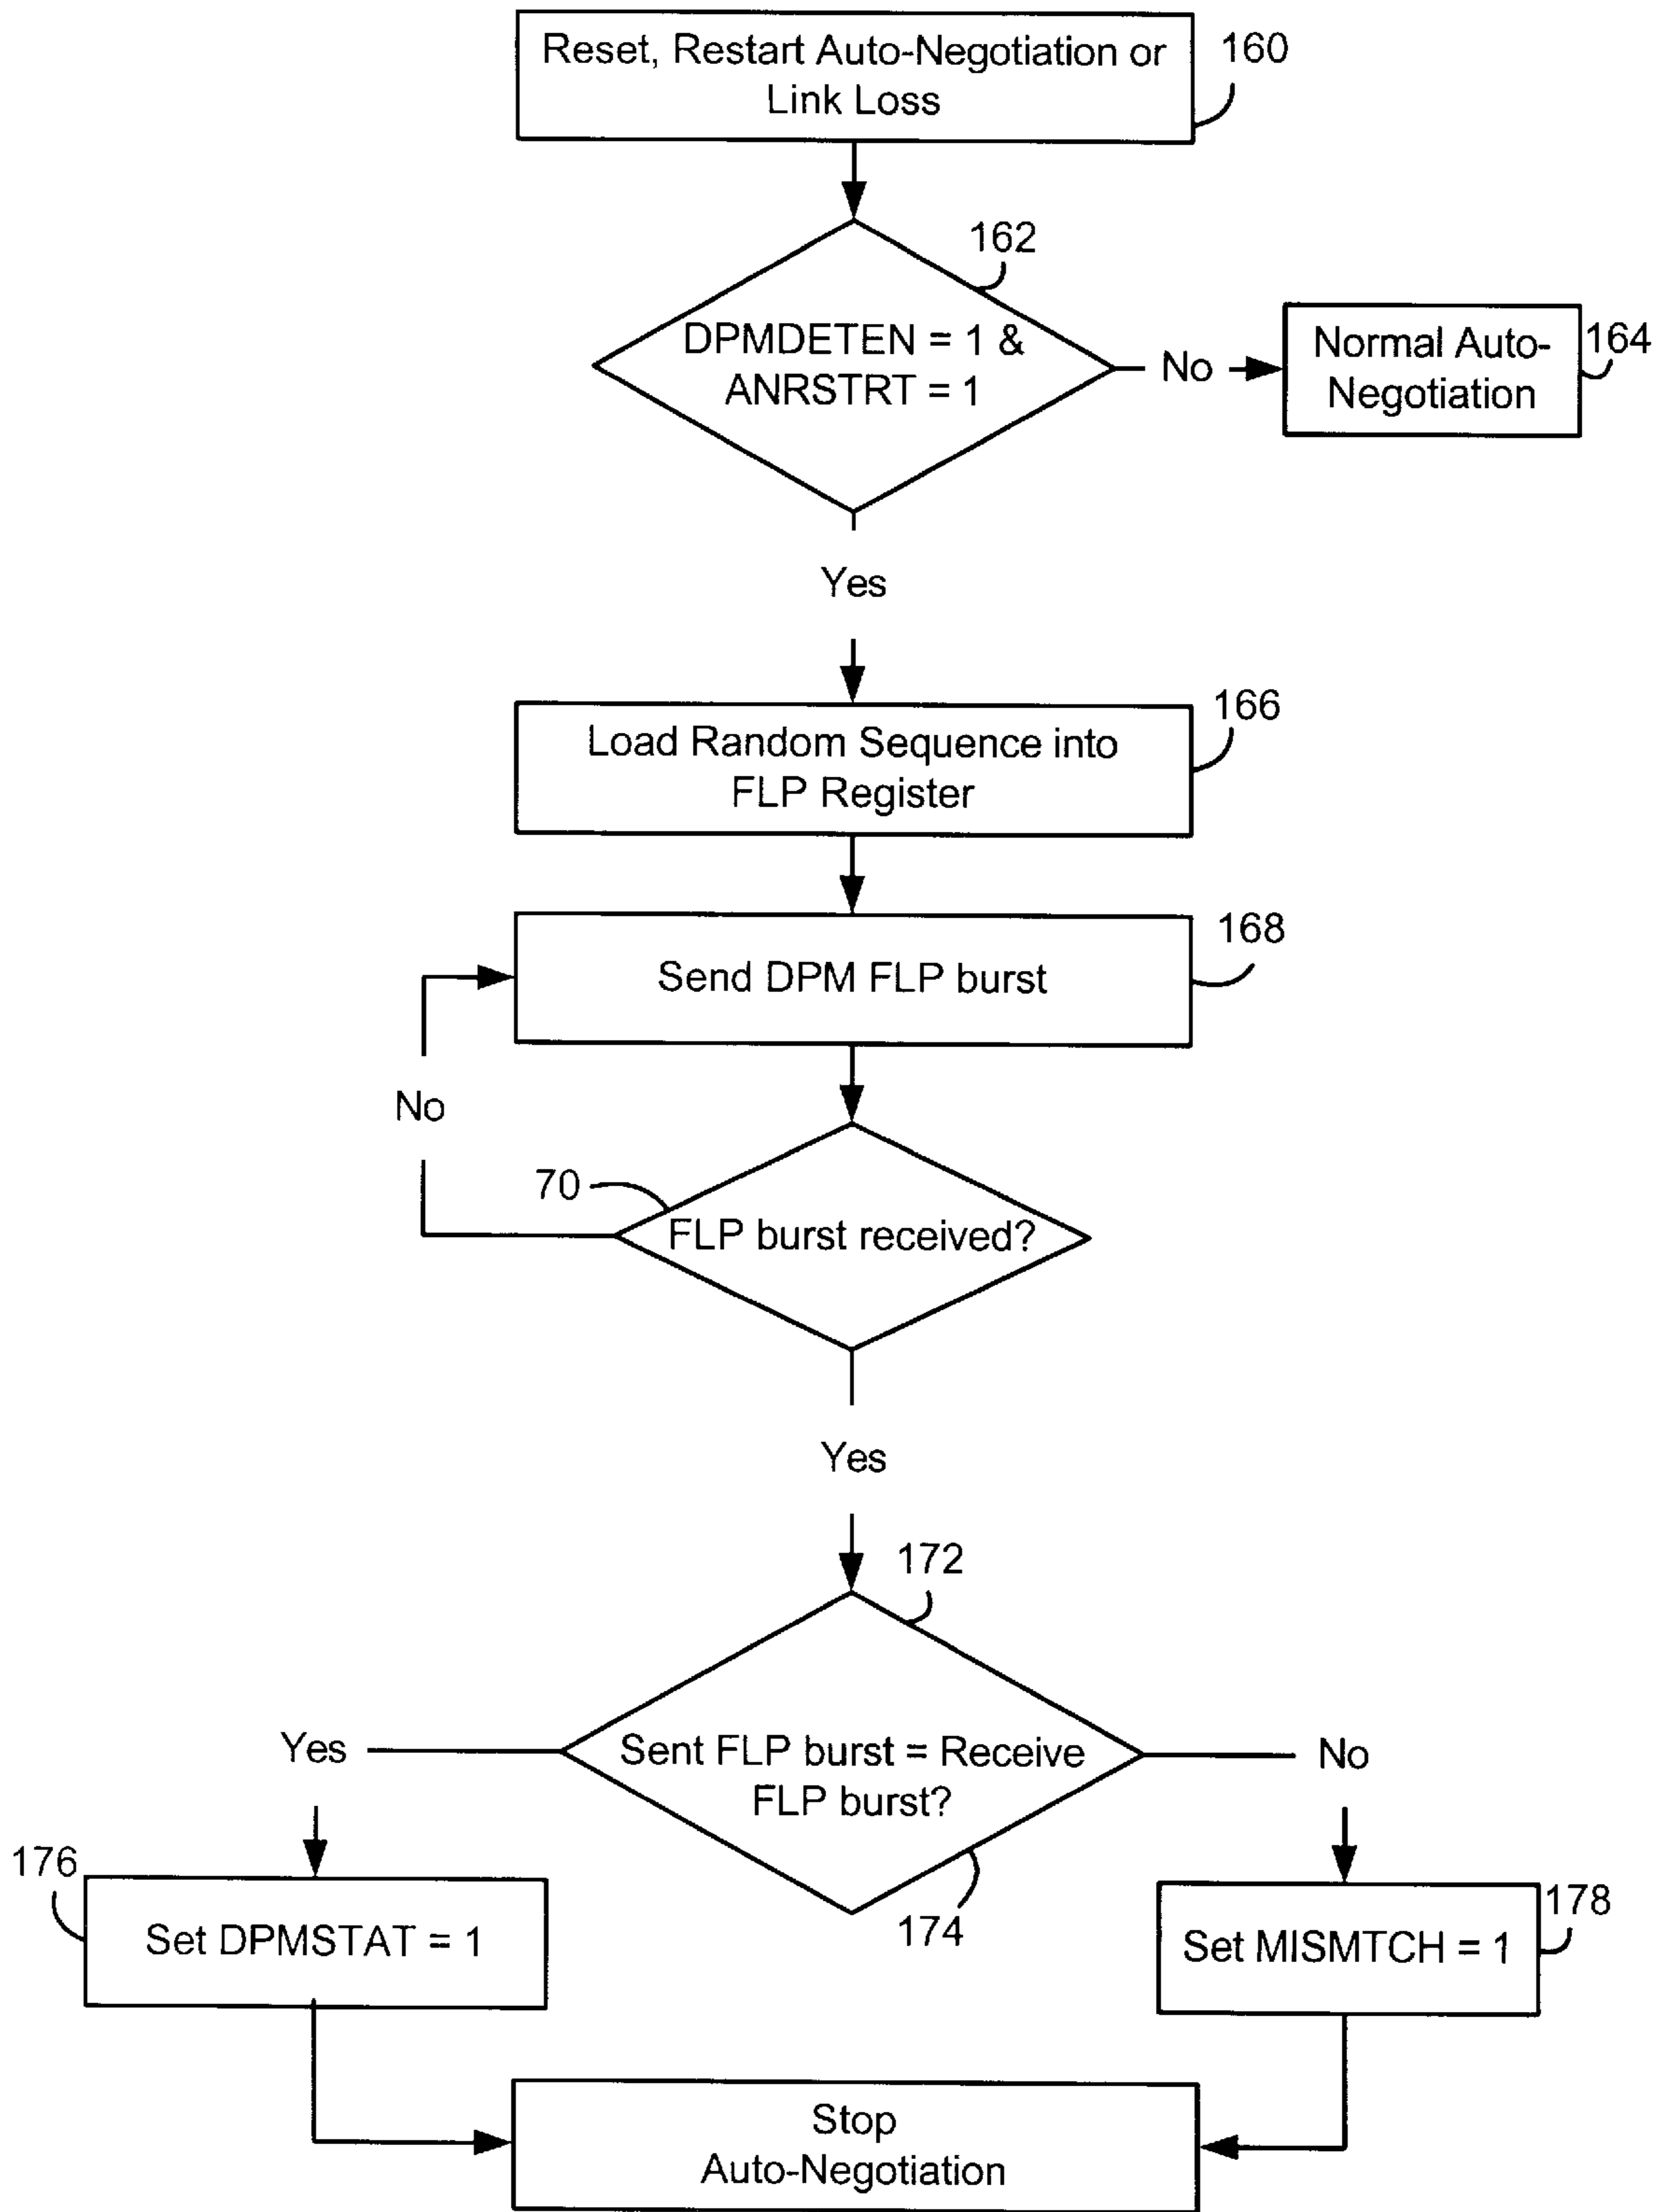 Reset, Restart Auto-Negotiation or
Link Loss
160
162
DPMDETEN = 1 &
ANRSTRT = 1
No
Normal Auto-
Negotiation
164
Yes
Load Random Sequence into
FLP Register
166
Send DPM FLP burst
168
No
70
FLP burst received?
Yes
172
Sent FLP burst = Receive
FLP burst?
174
Yes
No
176
Set DPMSTAT = 1
Set MISMTCH = 1
178
Stop
Auto-Negotiation